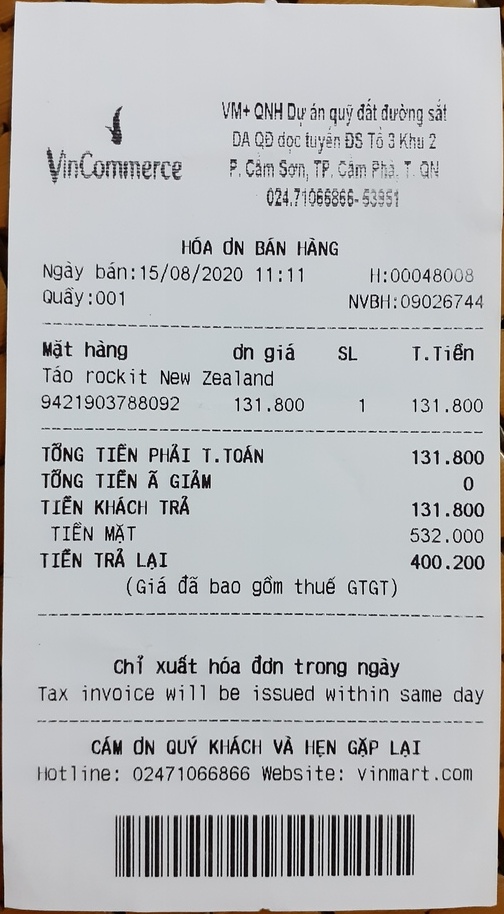 VinCommerce
VM+ QNH Dự án quỹ đất đường sắt
DA QĐ dọc tuyến ĐS Tổ 3 Khu 2
P. Cẩm Sơn, TP. Cẩm Phả, T. QN
024.71066866-53951
HÓA ƠN BÁN HÀNG
Ngày bán:15/08/2020 11:11 H:00048008
Quầy:001 NVBH:09026744
Mặt hàng ơn giá SL T.Tiền
Táo rockit New Zealand
9421903788092 131.800 1 131.800
TỔNG TIỀN PHẢI T.TOÁN 131.800
TỔNG TIỀN Ã GIẢM 0
TIỀN KHÁCH TRẢ 131.800
TIỀN MẶT 532.000
TIỀN TRẢ LẠI 400.200
(Giá đã bao gồm thuế GTGT)
Chỉ xuất hóa đơn trong ngày
Tax invoice will be issued within same day
CÁM ƠN QUÝ KHÁCH VÀ HẸN GẶP LẠI
Hotline: 02471066866 Website: vinmart.com